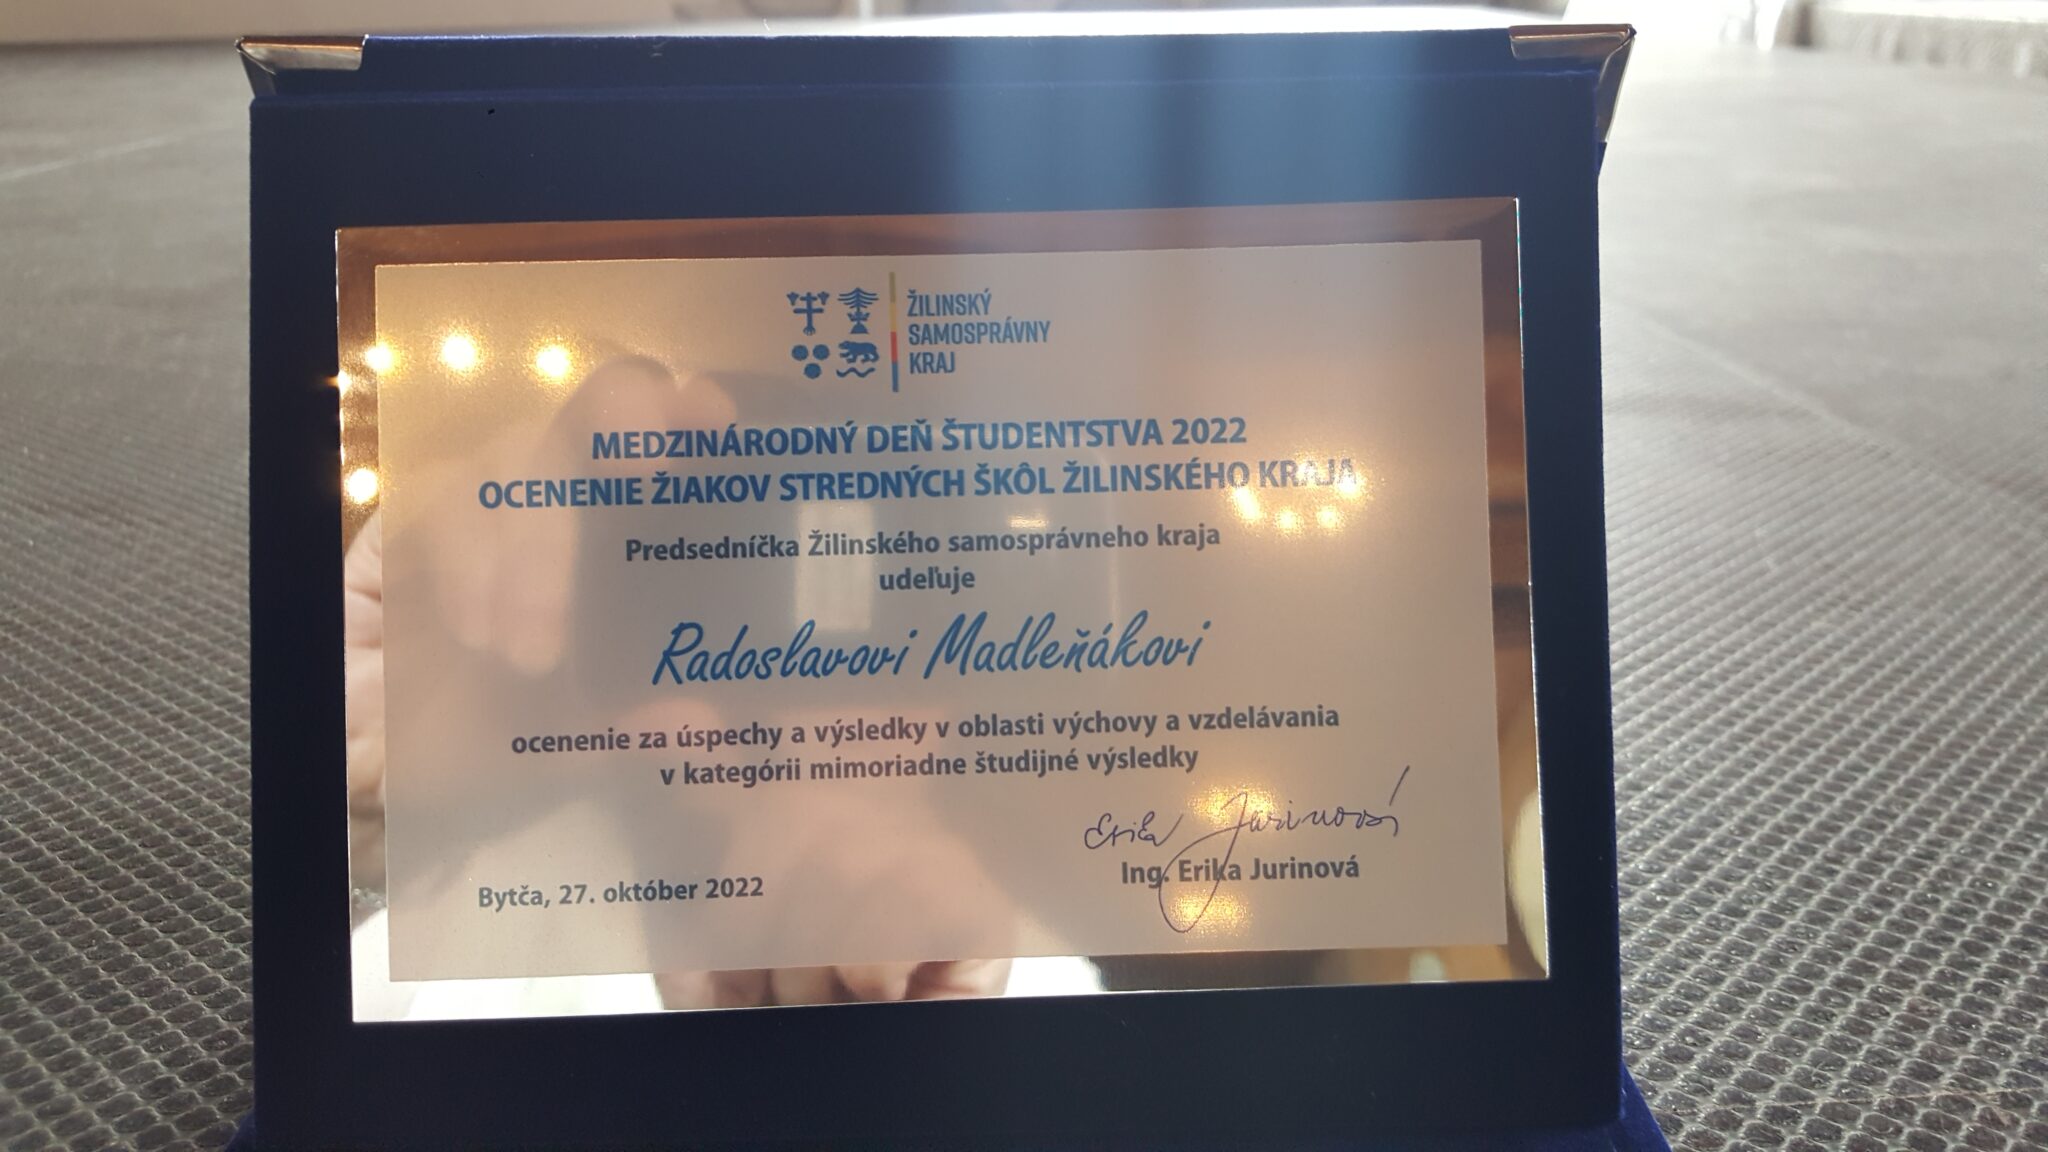 ŽILINSKÝ
SAMOSPRÁVNY
KRAJ
MEDZINÁRODNÝ DEŇ ŠTUDENTSTVA 2022
OCENENIE ŽIAKOV STREDNÝCH ŠKÔL ŽILINSKÉHO KRAJA
Predsedníčka Žilinského samosprávneho kraja
udeľuje
Radoslavovi Madleňákovi
ocenenie za úspechy a výsledky v oblasti výchovy a vzdelávania
v kategórii mimoriadne študijné výsledky
Erika Jurinová
Ing. Erika Jurinová
Bytča, 27. október 2022